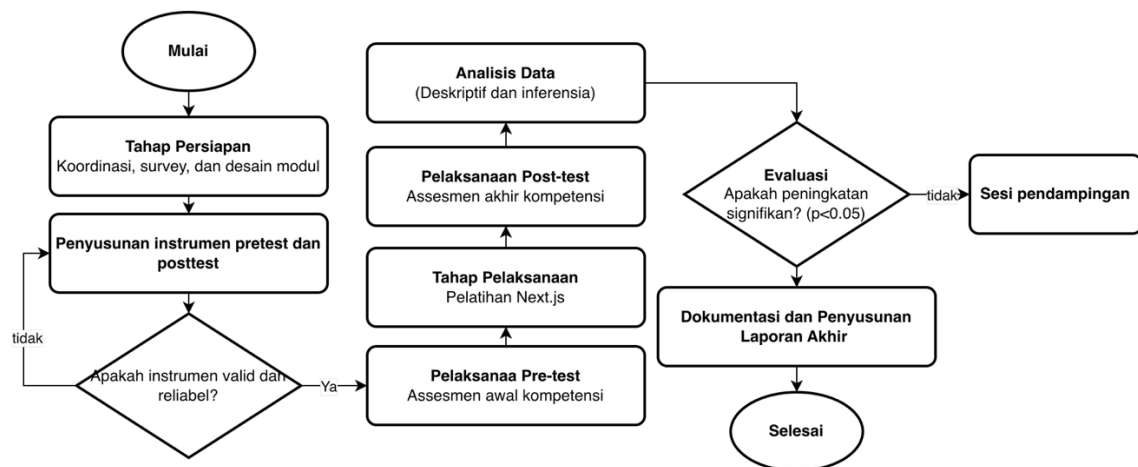 Mulai
Tahap Persiapan
Koordinasi, survey, dan desain modul
Penyusunan instrumen pretest dan
posttest
tidak
Apakah instrumen valid dan
reliabel?
Ya
Pelaksanaa Pre-test
Assesmen awal kompetensi
Tahap Pelaksanaan
Pelatihan Next.js
Pelaksanaan Post-test
Assesmen akhir kompetensi
Analisis Data
(Deskriptif dan inferensia)
Evaluasi
Apakah peningkatan
signifikan? (p<0.05)
tidak
Sesi pendampingan
Dokumentasi dan Penyusunan
Laporan Akhir
Selesai